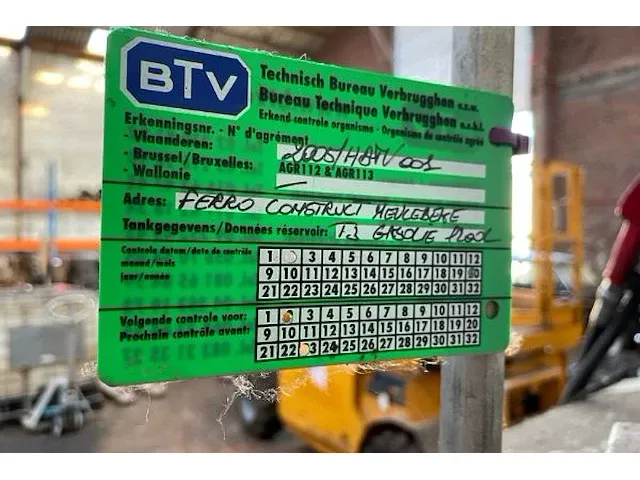 BTV
Technisch Bureau Verbrugghen v.z.w.
Bureau Technique Verbrugghen a.s.b.l.
Erkend controle organisme - Organisme de contrôle agréé
Erkenningsnr. - N° d'agrément
- Vlaanderen: 2005/HBTV001
- Brussel/Bruxelles: AGR112 & AGR113
- Wallonie
Adres: FERRO CONSTRUCT MEULEBEKE
Tankgegevens/Données réservoir: GASOLIE
Controle datum/date de contrôle
maand/mois
jaar/année
1 3 4 5 6 7 8 9 10 11 12
9 10 11 12 13 14 15 16 17 18 19 20
21 22 23 24 25 26 27 28 29 30 31 32
Volgende controle voor:
Prochain contrôle avant:
1 3 4 5 6 7 8 9 10 11 12
9 10 11 12 13 14 15 16 17 18 19 20
21 22 23 24 25 26 27 28 29 30 31 32